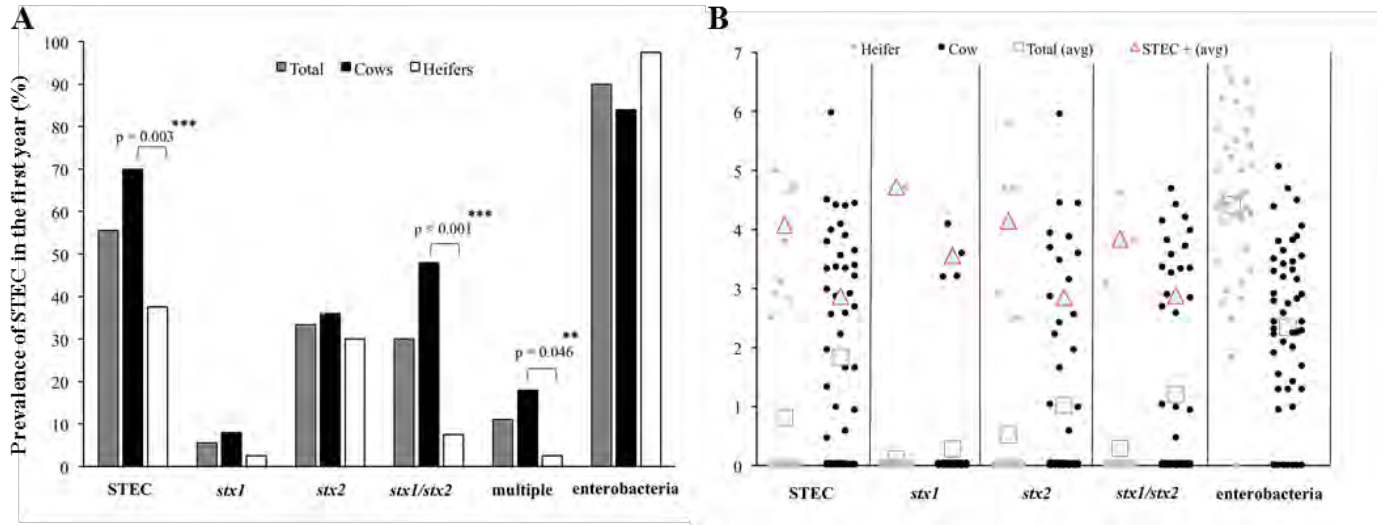 A
Prevalence of STEC in the first year (%)
100
90
80
70
60
50
40
30
20
10
0
Total Cows Heifers
p = 0.003 ***
p = 0.001 ***
p = 0.046 **
STEC stx1 stx2 stx1/stx2 multiple enterobacteria
B
Heifer Cow Total (avg) STEC + (avg)
7
6
5
4
3
2
1
0
STEC stx1 stx2 stx1/stx2 enterobacteria